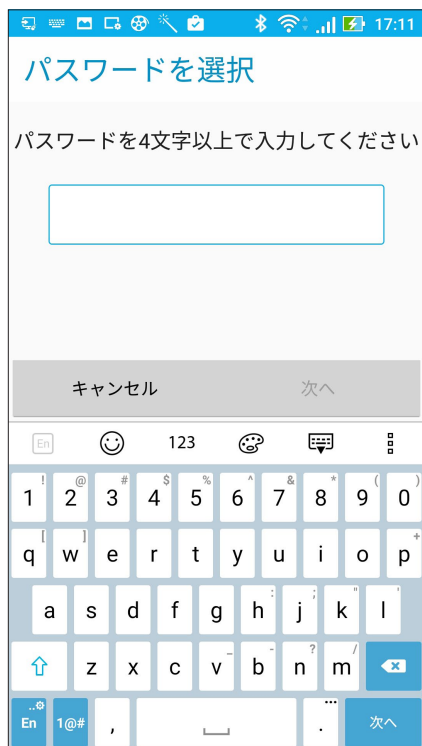 17:11
パスワードを選択
パスワードを4文字以上で入力してください
キャンセル 次へ
En 123
! @ # $ % ^ & * ( )
1 2 3 4 5 6 7 8 9 0
[ ] +
q w e r t y u i o p
: ; " '
a s d f g h j k l
_ - ? /
z x c v b n m
En 1@# , . 次へ